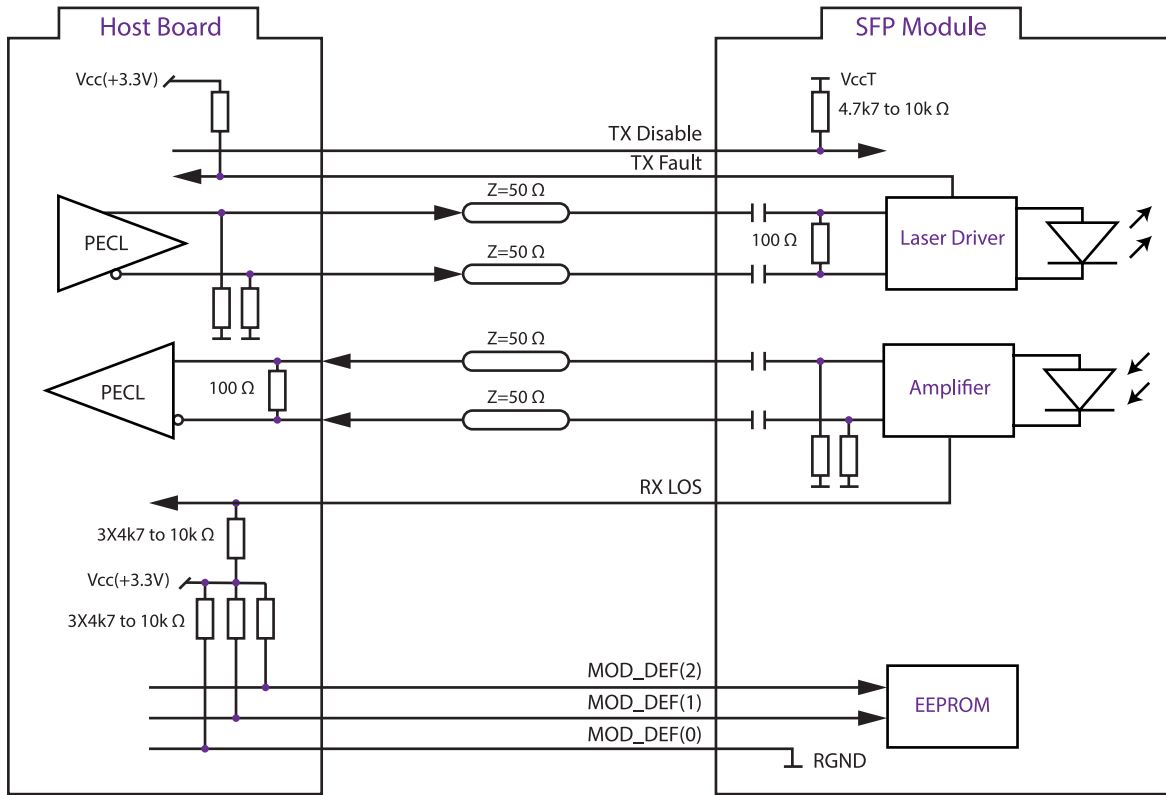 Host Board
SFP Module
Vcc(+3.3V)
VccT
4.7k7 to 10k Ω
TX Disable
TX Fault
Z=50 Ω
PECL
100 Ω
Laser Driver
Z=50 Ω
Z=50 Ω
PECL
100 Ω
Amplifier
Z=50 Ω
RX LOS
3X4k7 to 10k Ω
Vcc(+3.3V)
3X4k7 to 10k Ω
MOD_DEF(2)
MOD_DEF(1)
EEPROM
MOD_DEF(0)
RGND